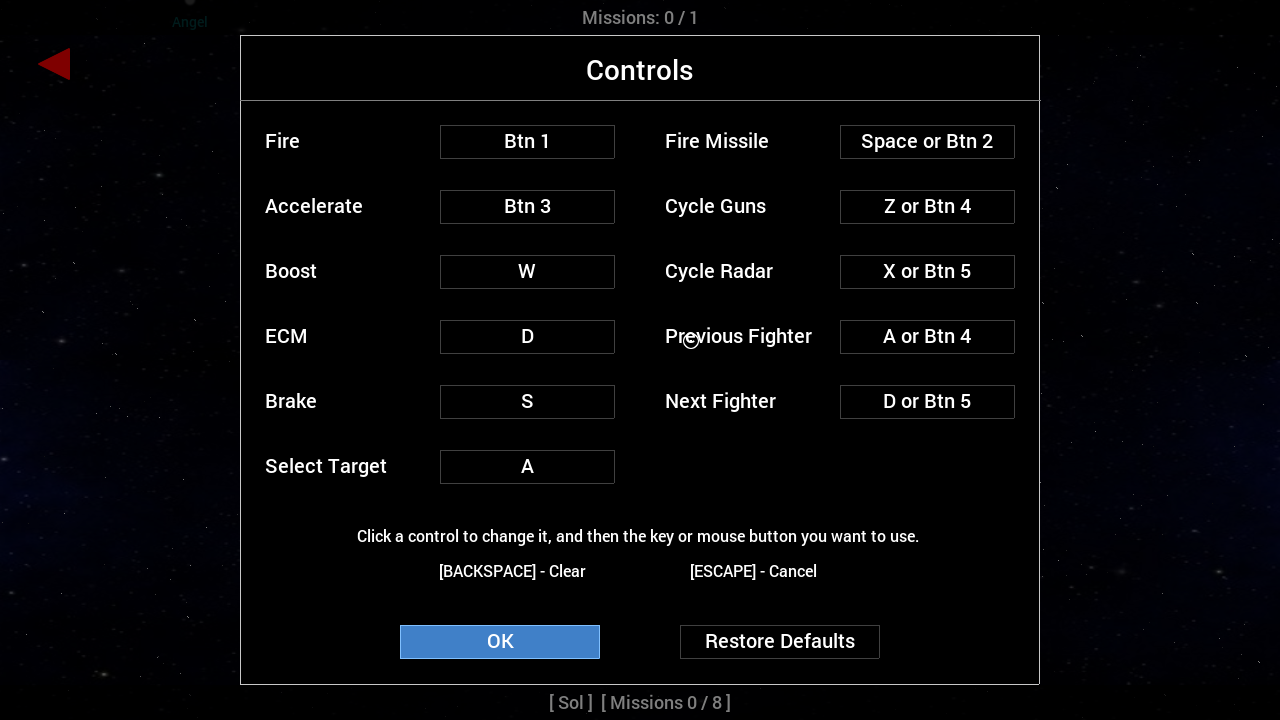 Angel
Missions: 0 / 1
Controls
Fire Btn 1 Fire Missile Space or Btn 2
Accelerate Btn 3 Cycle Guns Z or Btn 4
Boost W Cycle Radar X or Btn 5
ECM D Previous Fighter A or Btn 4
Brake S Next Fighter D or Btn 5
Select Target A
Click a control to change it, and then the key or mouse button you want to use.
[BACKSPACE] - Clear [ESCAPE] - Cancel
OK Restore Defaults
[ Sol ] [ Missions 0 / 8 ]